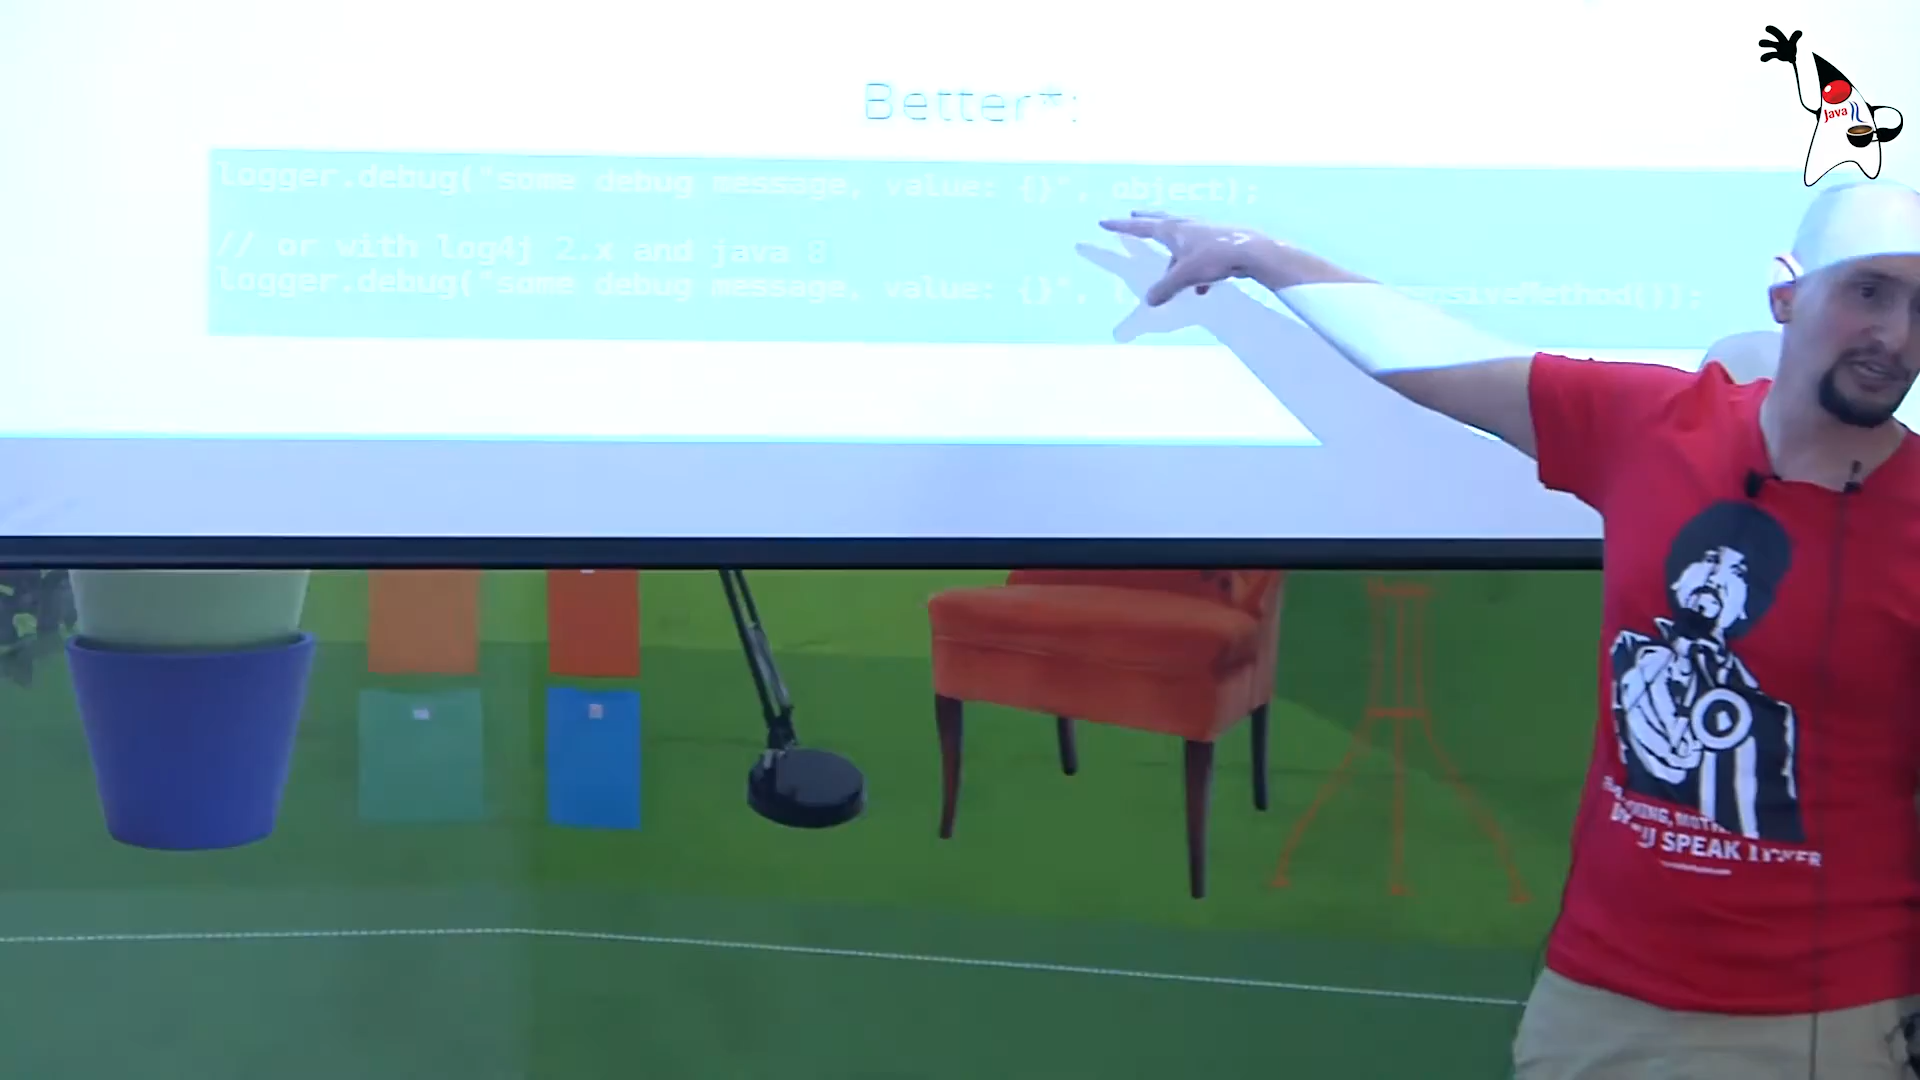 Better*:
logger.debug("some debug message, value: {}", object);
// or with log4j 2.x and java 8
logger.debug("some debug message, value: {}", -> expensiveMethod());
Java
SPEAK